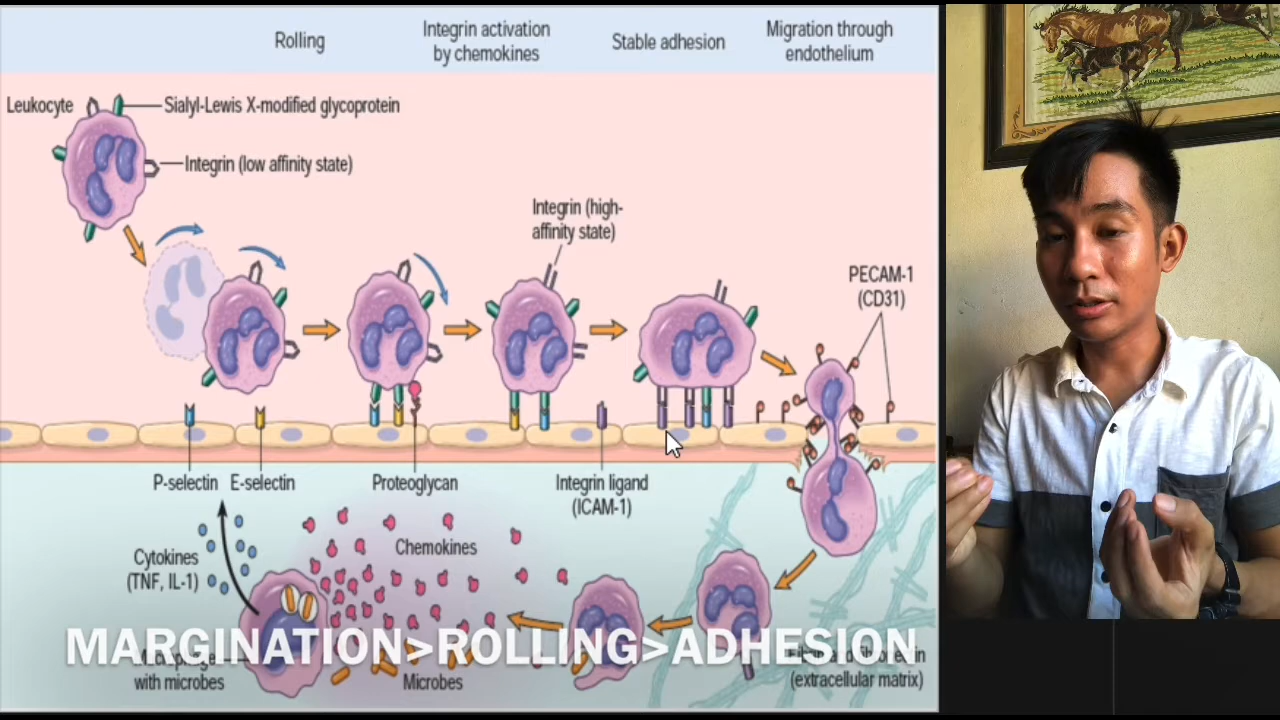 Rolling
Integrin activation
by chemokines
Stable adhesion
Migration through
endothelium
Leukocyte
Sialyl-Lewis X-modified glycoprotein
Integrin (low affinity state)
Integrin (high-
affinity state)
PECAM-1
(CD31)
P-selectin
E-selectin
Proteoglycan
Integrin ligand
(ICAM-1)
Cytokines
(TNF, IL-1)
Chemokines
MARGINATION>ROLLING>ADHESION
Macrophage
with microbes
Microbes
(extracellular matrix)